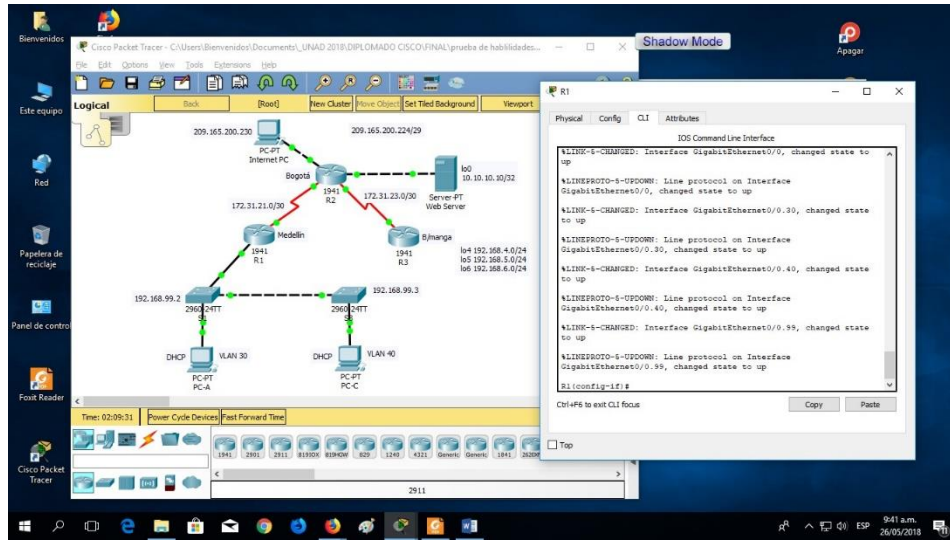 Bienvenidos
Este equipo
Red
Papelera de
reciclaje
Panel de control
Foxit Reader
Cisco Packet
Tracer
Apagar
Shadow Mode
Cisco Packet Tracer - C:\Users\Bienvenidos\Documents\_UNAD 2018\DIPLOMADO CISCO\FINAL\prueba de hablilidades...
File Edit Options View Tools Extensions Help
Logical
Back
[Root]
New Cluster
Move Object
Set Tiled Background
Viewport
209.165.200.230
209.165.200.224/29
PC-PT
Internet PC
Bogotá
1941
R2
lo0
10.10.10.10/32
Server-PT
Web Server
172.31.21.0/30
172.31.23.0/30
Medellín
1941
R1
B/manga
1941
R3
lo4 192.168.4.0/24
lo5 192.168.5.0/24
lo6 192.168.6.0/24
192.168.99.2
192.168.99.3
2960-24TT
2960-24TT
DHCP
VLAN 30
DHCP
VLAN 40
PC-PT
PC-A
PC-PT
PC-C
Time: 02:09:31
Power Cycle Devices
Fast Forward Time
1941 2901 2911 819IOX 819HGW 829 1240 4321 Generic Generic 1841
2911
R1
Physical Config CLI Attributes
IOS Command Line Interface
%LINK-5-CHANGED: Interface GigabitEthernet0/0, changed state to
up
%LINEPROTO-5-UPDOWN: Line protocol on Interface
GigabitEthernet0/0, changed state to up
%LINK-5-CHANGED: Interface GigabitEthernet0/0.30, changed state
to up
%LINEPROTO-5-UPDOWN: Line protocol on Interface
GigabitEthernet0/0.30, changed state to up
%LINK-5-CHANGED: Interface GigabitEthernet0/0.40, changed state
to up
%LINEPROTO-5-UPDOWN: Line protocol on Interface
GigabitEthernet0/0.40, changed state to up
%LINK-5-CHANGED: Interface GigabitEthernet0/0.99, changed state
to up
%LINEPROTO-5-UPDOWN: Line protocol on Interface
GigabitEthernet0/0.99, changed state to up
R1(config-if)#
Ctrl+F6 to exit CLI focus
Copy
Paste
Top
ESP
9:41 a.m.
26/05/2018